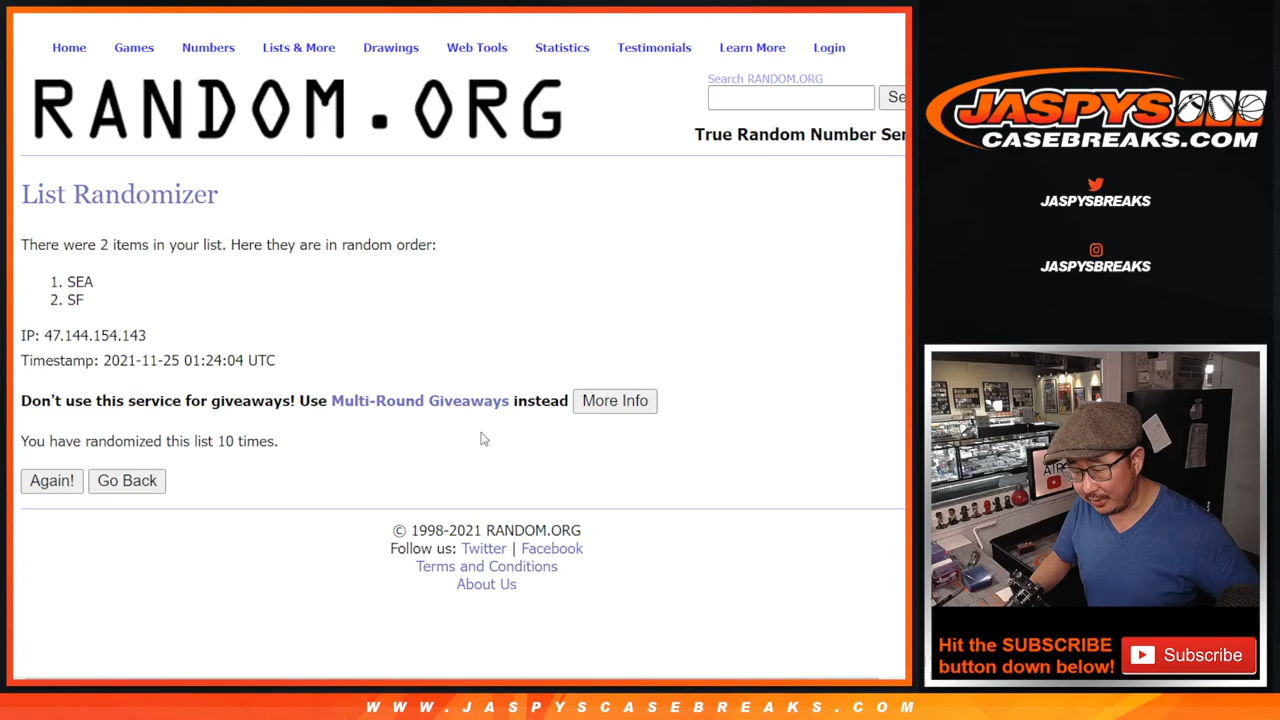 Home Games Numbers Lists & More Drawings Web Tools Statistics Testimonials Learn More Login
RANDOM.ORG
Search RANDOM.ORG
Se
True Random Number Ser
List Randomizer
There were 2 items in your list. Here they are in random order:
1. SEA
2. SF
IP: 47.144.154.143
Timestamp: 2021-11-25 01:24:04 UTC
Don't use this service for giveaways! Use Multi-Round Giveaways instead More Info
You have randomized this list 10 times.
Again! Go Back
© 1998-2021 RANDOM.ORG
Follow us: Twitter | Facebook
Terms and Conditions
About Us
JASPYS
CASEBREAKS.COM
JASPYSBREAKS
JASPYSBREAKS
Hit the SUBSCRIBE
button down below!
Subscribe
WWW.JASPYSCASEBREAKS.COM